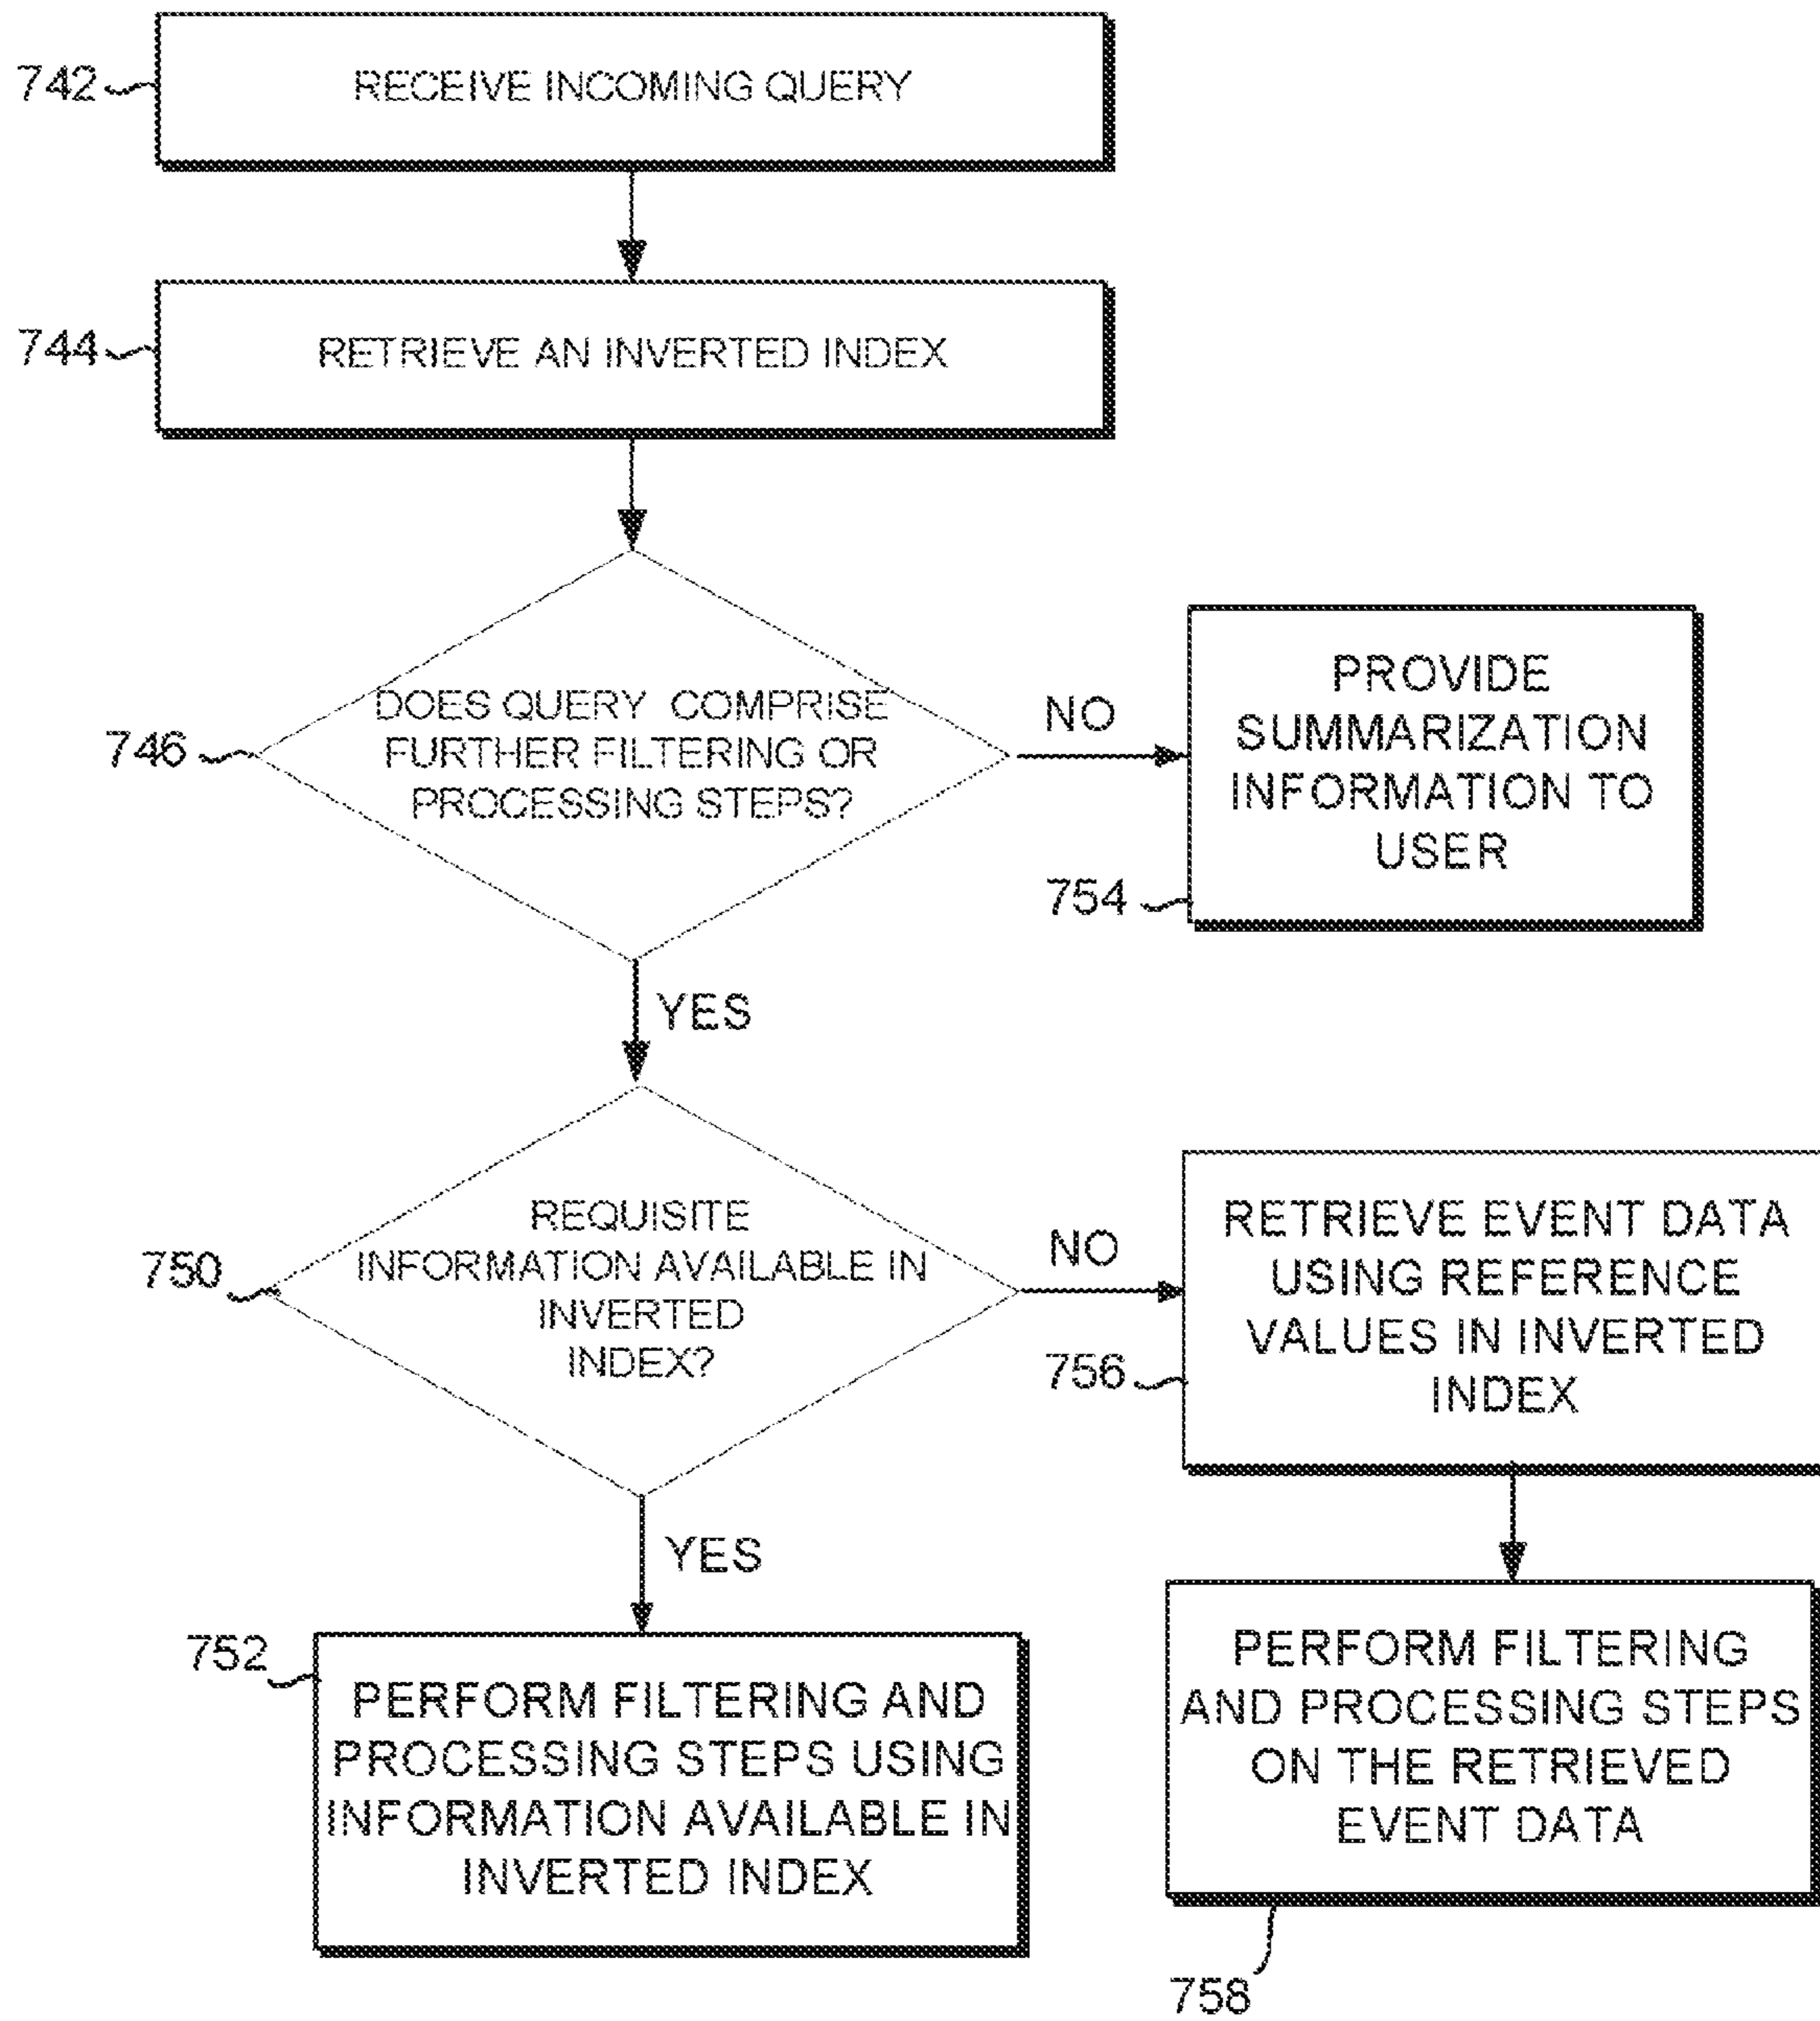 742
RECEIVE INCOMING QUERY
744
RETRIEVE AN INVERTED INDEX
746
DOES QUERY COMPRISE
FURTHER FILTERING OR
PROCESSING STEPS?
NO
PROVIDE
SUMMARIZATION
INFORMATION TO
USER
754
YES
750
REQUISITE
INFORMATION AVAILABLE IN
INVERTED
INDEX?
NO
RETRIEVE EVENT DATA
USING REFERENCE
VALUES IN INVERTED
INDEX
756
YES
752
PERFORM FILTERING AND
PROCESSING STEPS USING
INFORMATION AVAILABLE IN
INVERTED INDEX
PERFORM FILTERING
AND PROCESSING STEPS
ON THE RETRIEVED
EVENT DATA
758